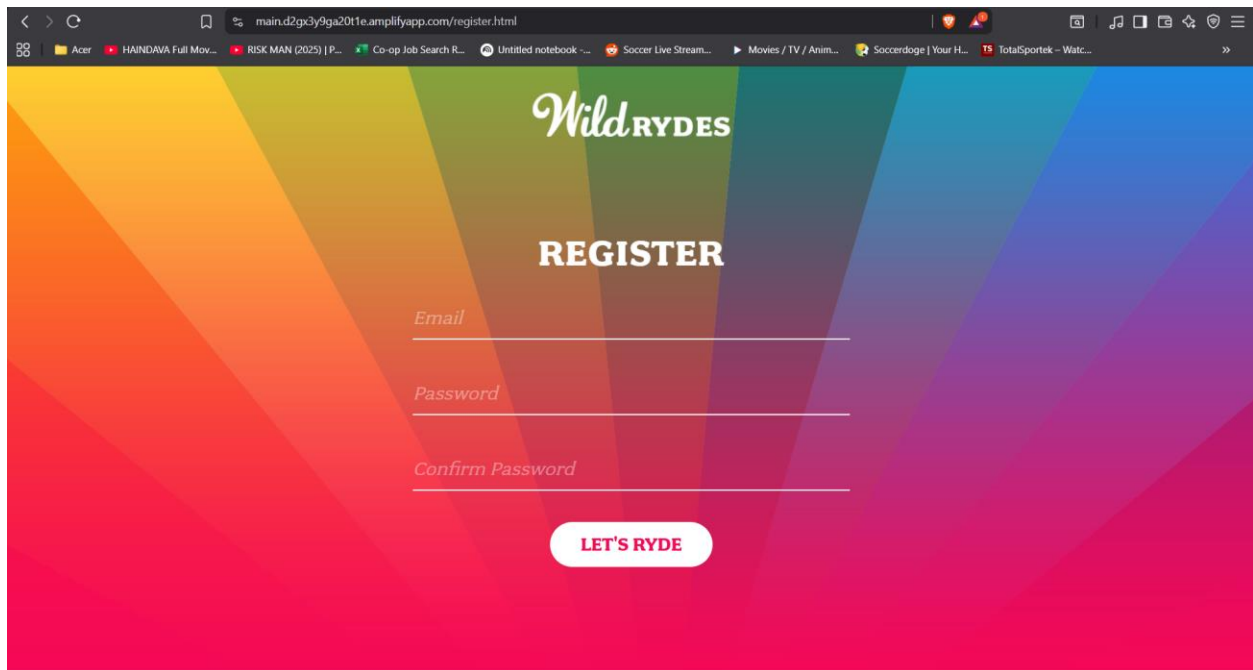 main.d2gx3y9ga20t1e.amplifyapp.com/register.html
Acer HAINDAVA Full Mov... RISK MAN (2025) | P... Co-op Job Search R... Untitled notebook -... Soccer Live Stream... Movies / TV / Anim... Soccerdoge | Your H... TS TotalSportek – Watc... »
Wild RYDES
REGISTER
Email
Password
Confirm Password
LET'S RYDE